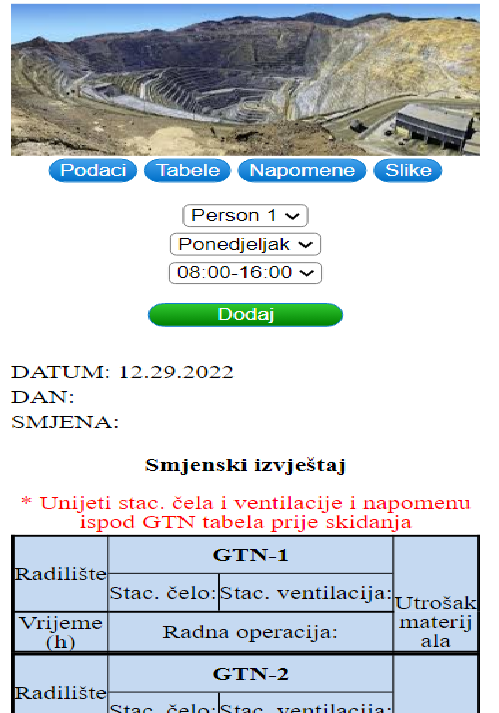 Podaci Tabele Napomene Slike
Person 1
Ponedjeljak
08:00-16:00
Dodaj
DATUM: 12.29.2022
DAN:
SMJENA:
Smjenski izvještaj
* Unijeti stac. čela i ventilacije i napomenu
ispod GTN tabela prije skidanja
GTN-1
Radilište
Stac. čelo: Stac. ventilacija:
Utrošak
materij
ala
Vrijeme
(h)
Radna operacija:
GTN-2
Radilište
Stac. čelo: Stac. ventilacija: